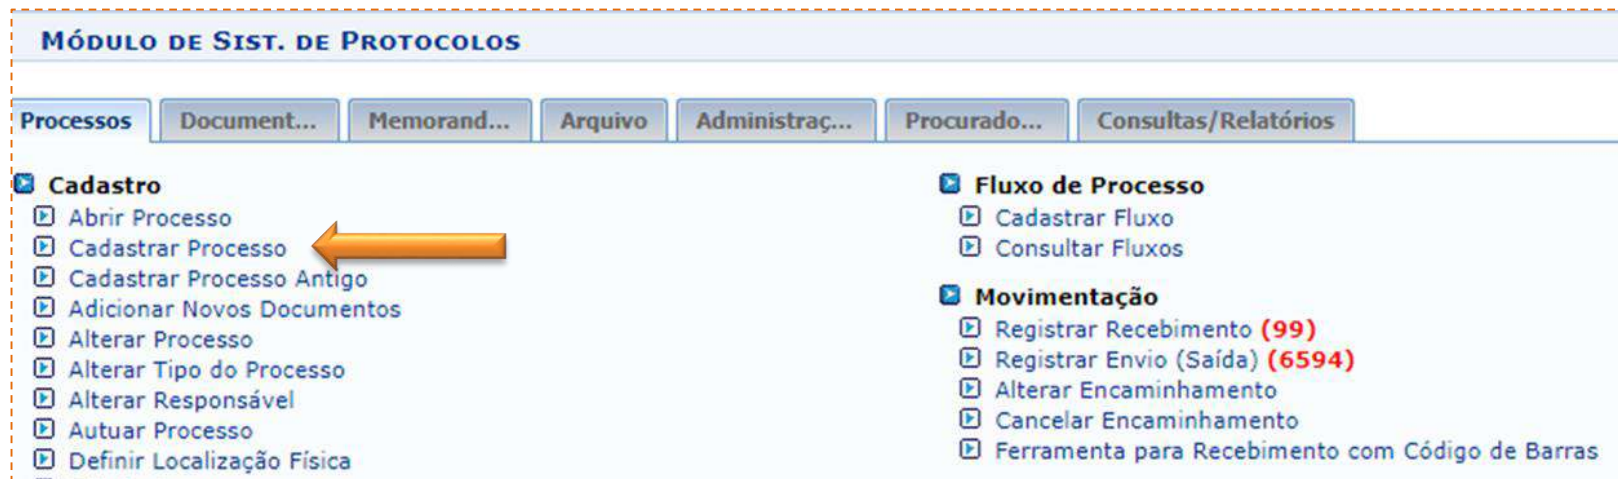 MÓDULO DE SIST. DE PROTOCOLOS
Processos Document... Memorand... Arquivo Administraç... Procurado... Consultas/Relatórios
Cadastro
Abrir Processo
Cadastrar Processo
Cadastrar Processo Antigo
Adicionar Novos Documentos
Alterar Processo
Alterar Tipo do Processo
Alterar Responsável
Autuar Processo
Definir Localização Física
Fluxo de Processo
Cadastrar Fluxo
Consultar Fluxos
Movimentação
Registrar Recebimento (99)
Registrar Envio (Saída) (6594)
Alterar Encaminhamento
Cancelar Encaminhamento
Ferramenta para Recebimento com Código de Barras